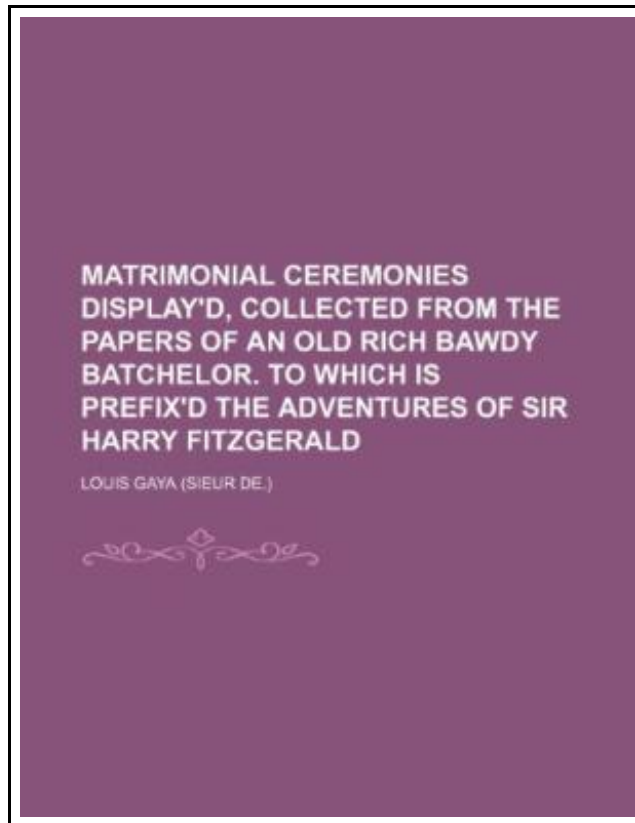 MATRIMONIAL CEREMONIES
DISPLAY'D, COLLECTED FROM THE
PAPERS OF AN OLD RICH BAWDY
BATCHELOR. TO WHICH IS
PREFIX'D THE ADVENTURES OF SIR
HARRY FITZGERALD
LOUIS GAYA (SIEUR DE.)